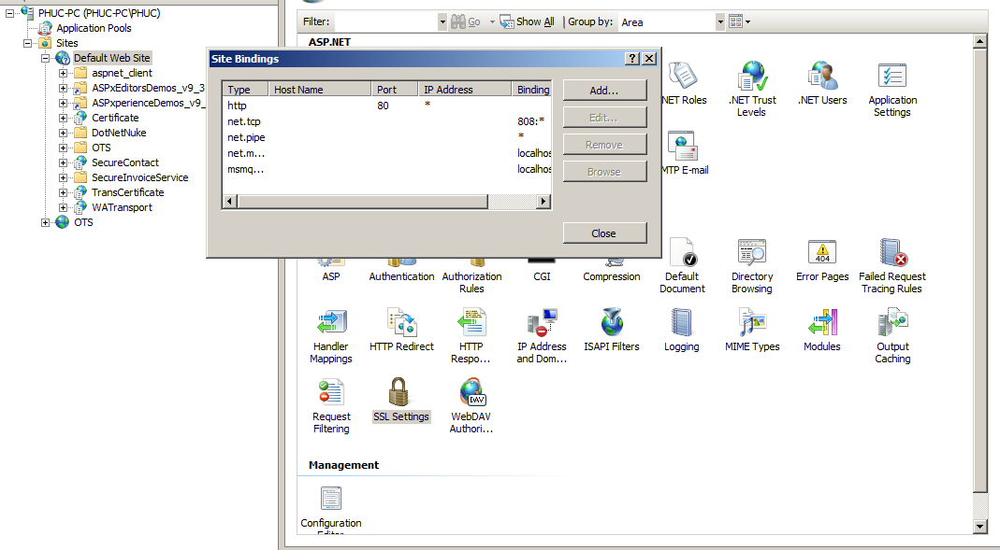 PHUC-PC (PHUC-PC\PHUC)
Application Pools
Sites
Default Web Site
aspnet_client
ASPxEditorsDemos_v9_3
ASPxperienceDemos_v9_
Certificate
DotNetNuke
OTS
SecureContact
SecureInvoiceService
TransCertificate
WATransport
OTS
Filter: Go Show All Group by: Area
ASP.NET
Site Bindings
Type Host Name Port IP Address Binding
http 80 *
net.tcp 808:*
net.pipe *
net.m... localhos
msmq... localhos
Add...
Edit...
Remove
Browse
Close
.NET Trust
Levels
.NET Users
Application
Settings
NET Roles
MTP E-mail
ASP
Authentication
Authorization
Rules
CGI
Compression
Default
Document
Directory
Browsing
404
Error Pages
Failed Request
Tracing Rules
Handler
Mappings
HTTP Redirect
HTTP
Respo...
IP Address
and Dom...
ISAPI Filters
Logging
MIME Types
Modules
Output
Caching
Request
Filtering
SSL Settings
DAV
WebDAV
Authori...
Management
Configuration
Editor